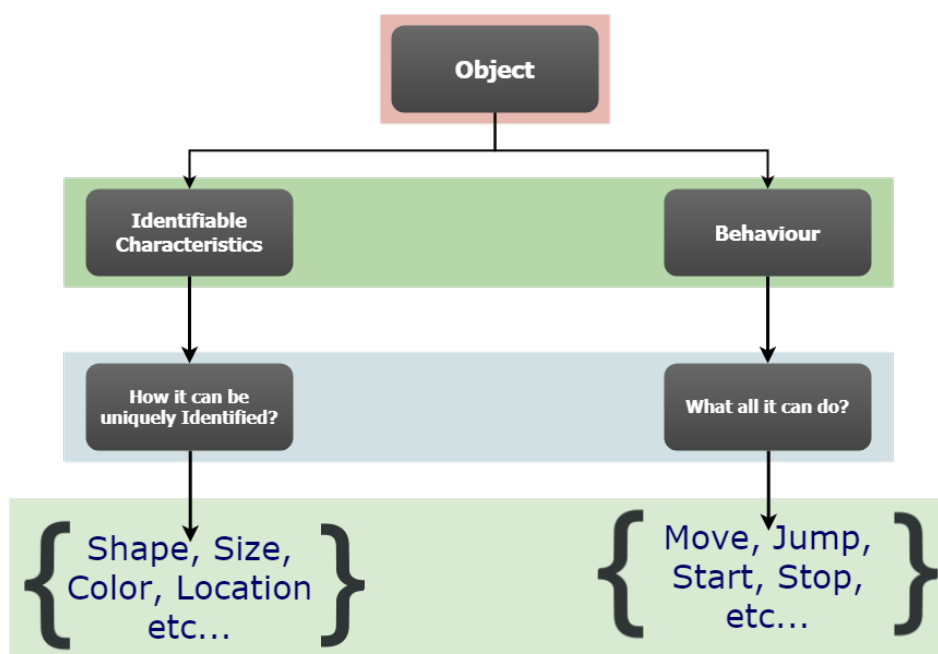 Object
Identifiable
Characteristics
Behaviour
How it can be
uniquely Identified?
What all it can do?
{ Shape, Size, }
Color, Location
etc...
{ Move, Jump, }
Start, Stop,
etc...